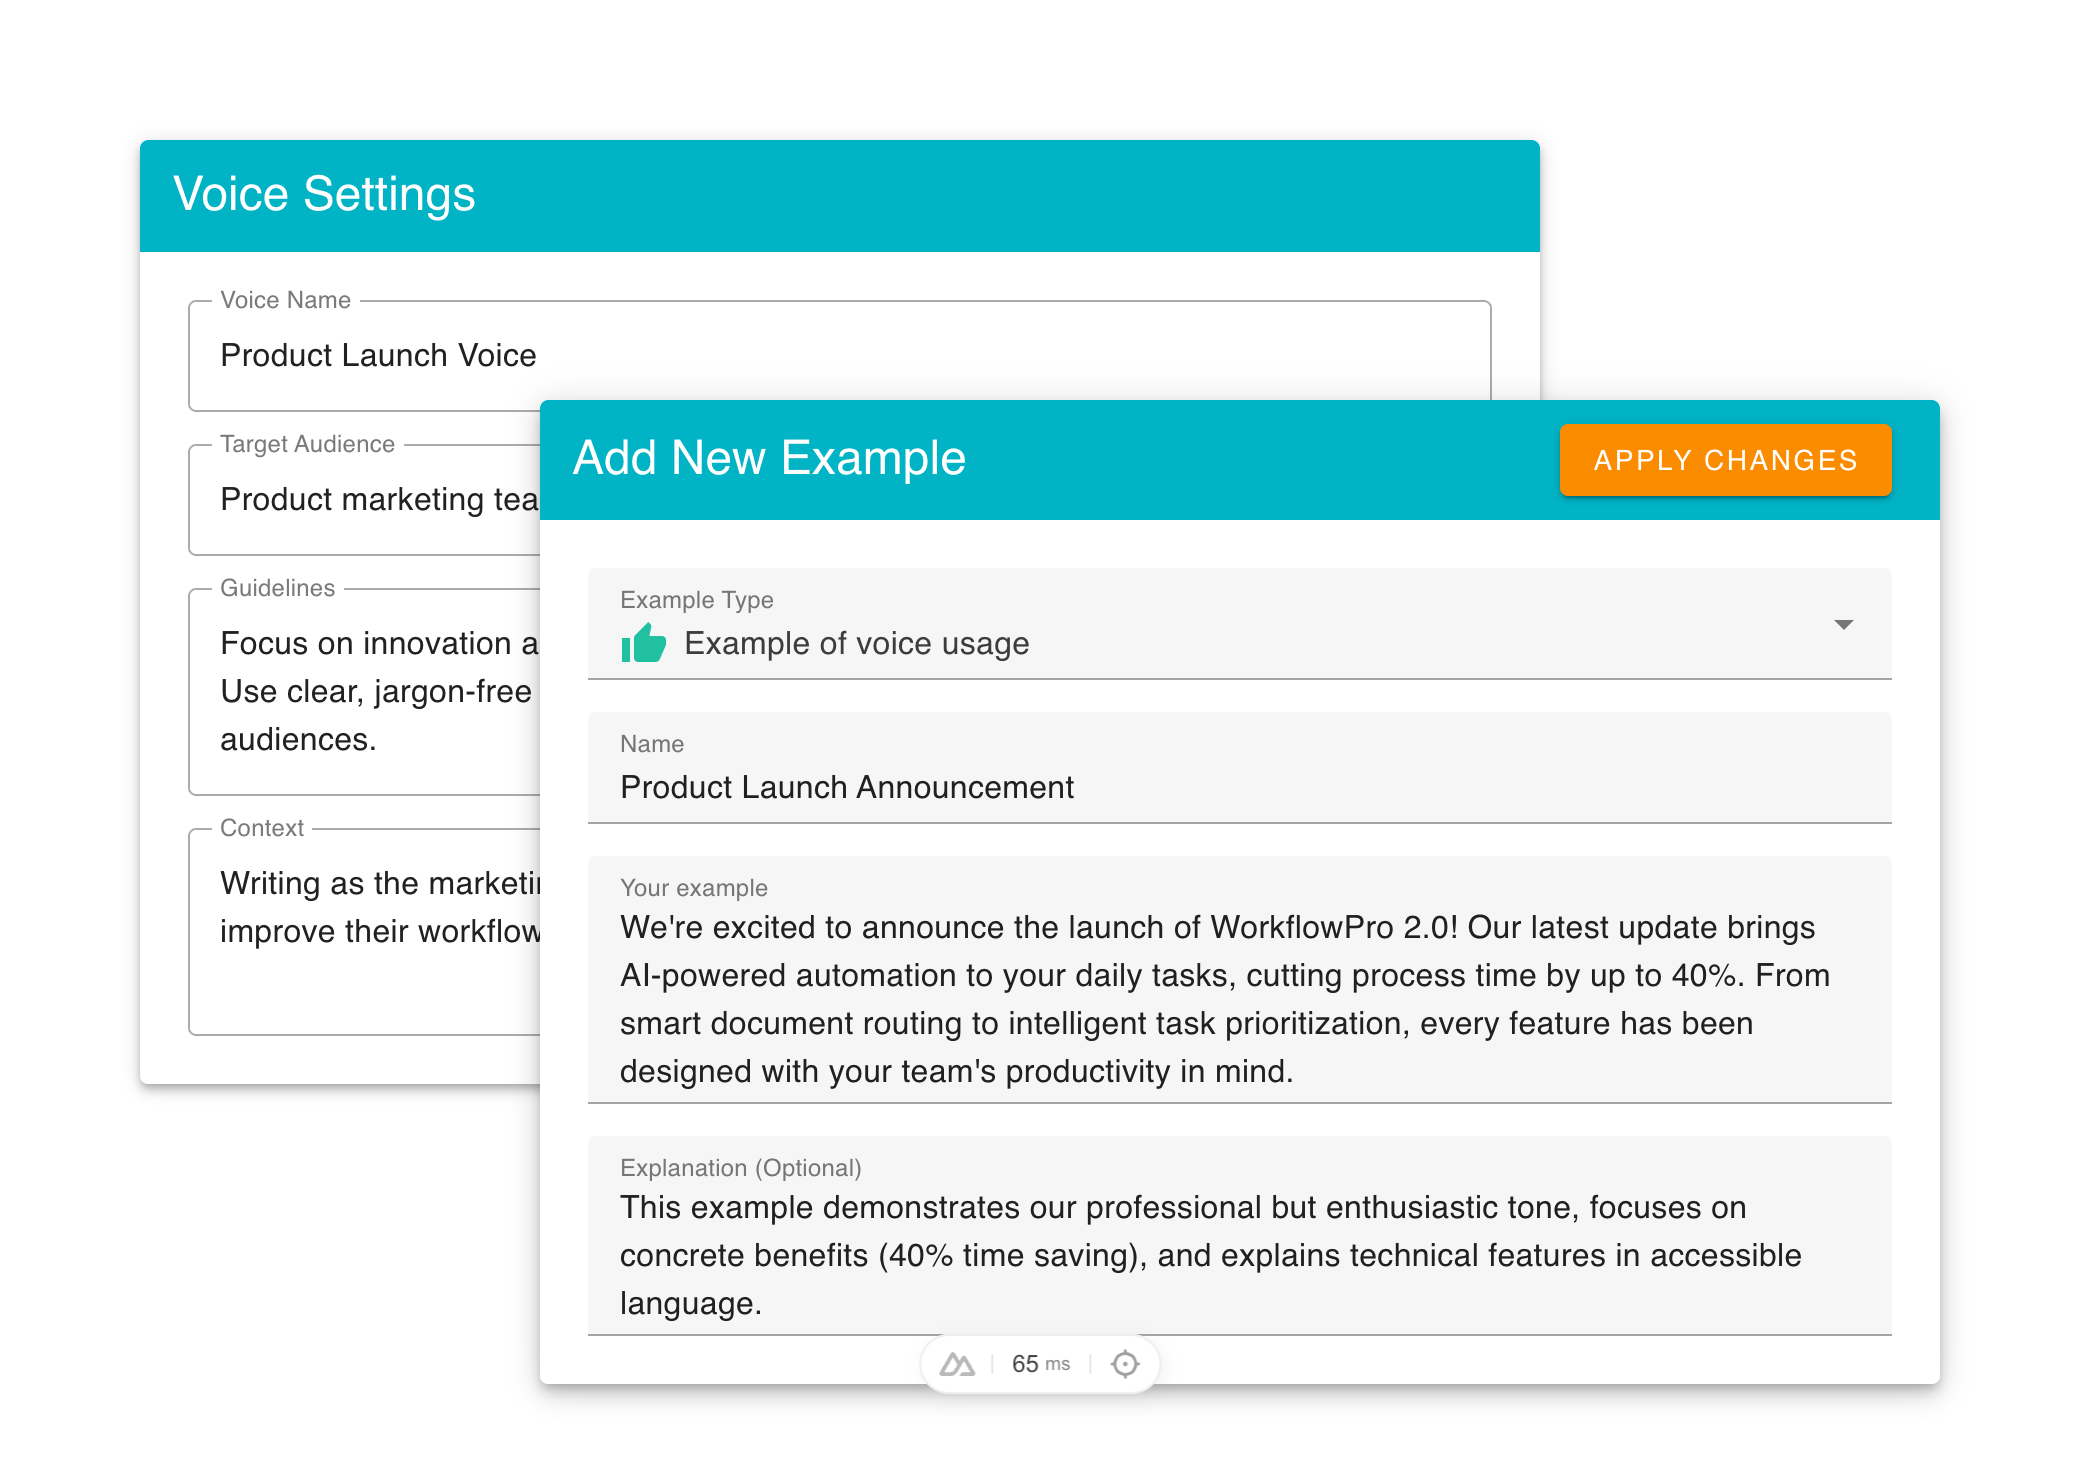 Voice Settings
Voice Name
Product Launch Voice
Target Audience
Product marketing
Guidelines
Focus on innovation
Use clear, jargon-free
audiences.
Context
Writing as the
improve their workflow
Add New Example
APPLY CHANGES
Example Type
Example of voice usage
Name
Product Launch Announcement
Your example
We're excited to announce the launch of WorkflowPro 2.0! Our latest update brings
AI-powered automation to your daily tasks, cutting process time by up to 40%. From
smart document routing to intelligent task prioritization, every feature has been
designed with your team's productivity in mind.
Explanation (Optional)
This example demonstrates our professional but enthusiastic tone, focuses on
concrete benefits (40% time saving), and explains technical features in accessible
language.
65 ms